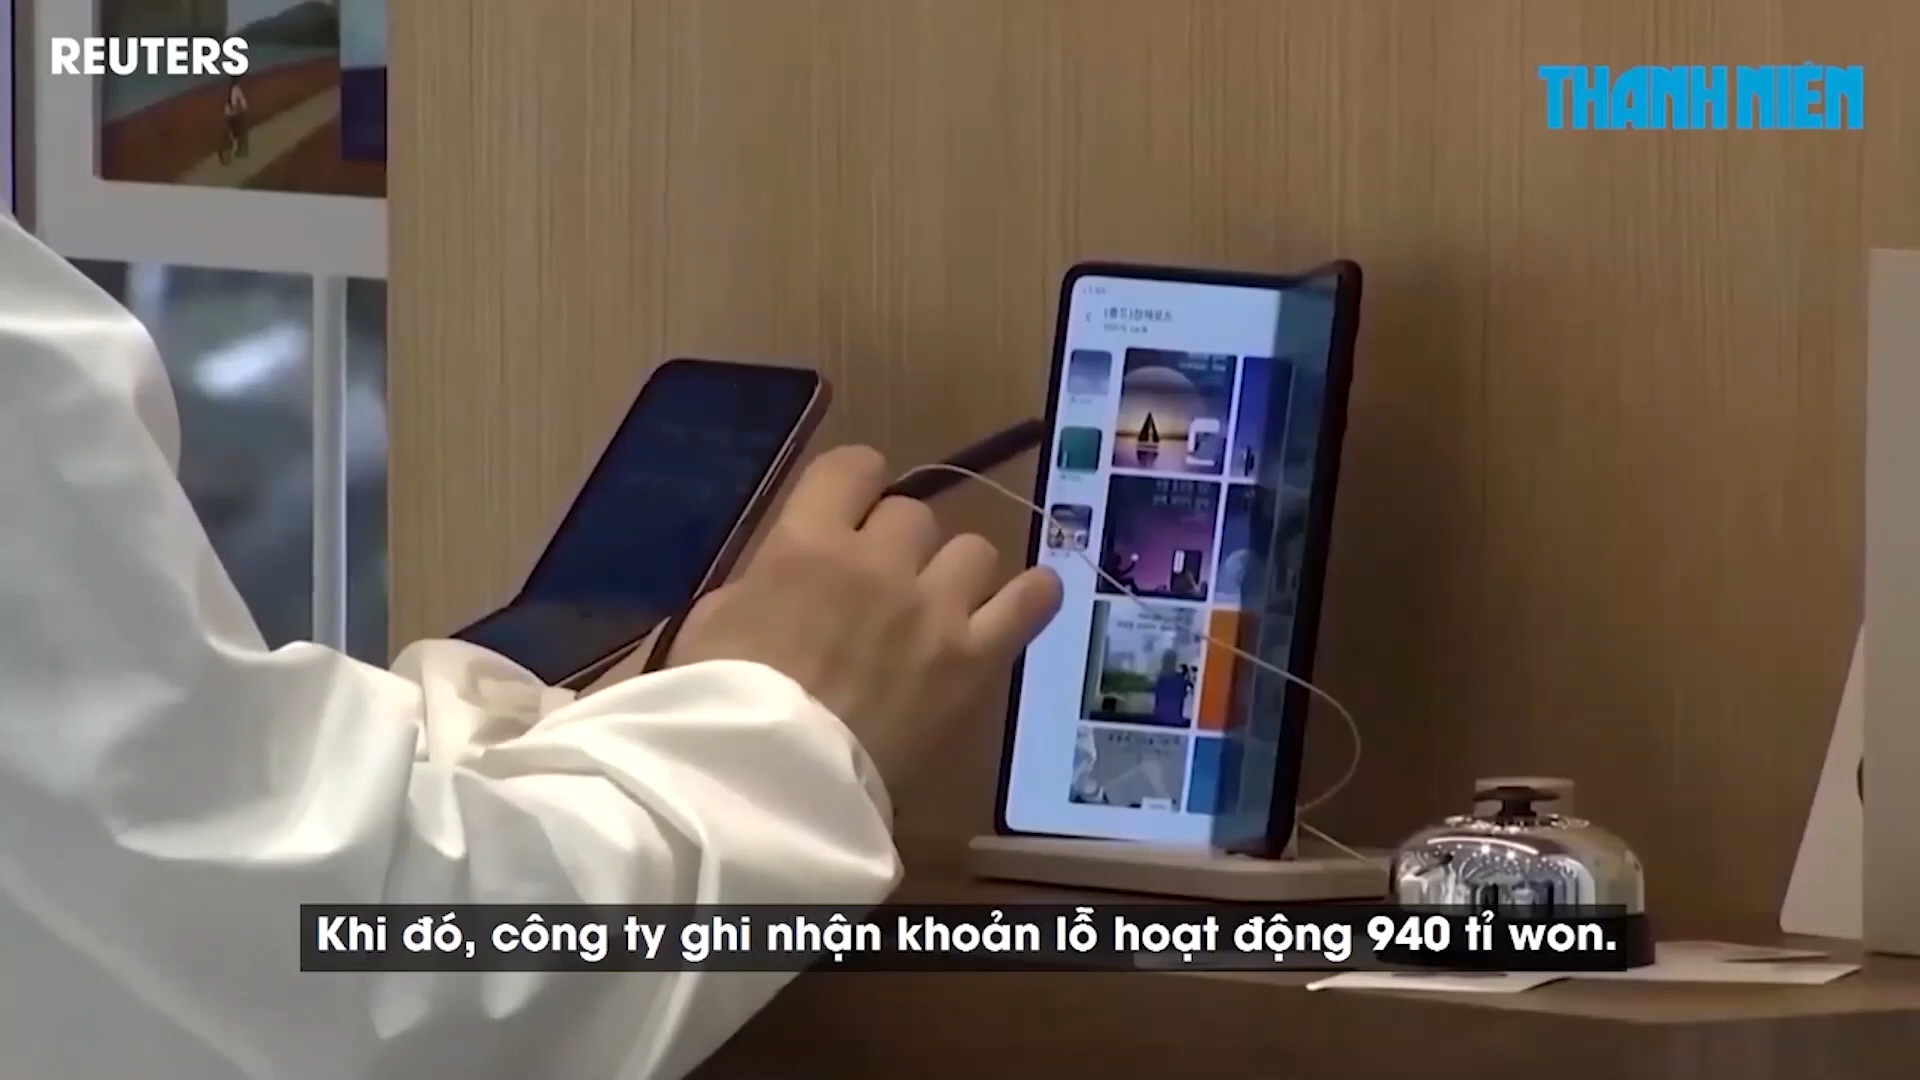 REUTERS
THANH NIÊN
Khi đó, công ty ghi nhận khoản lỗ hoạt động 940 tỉ won.